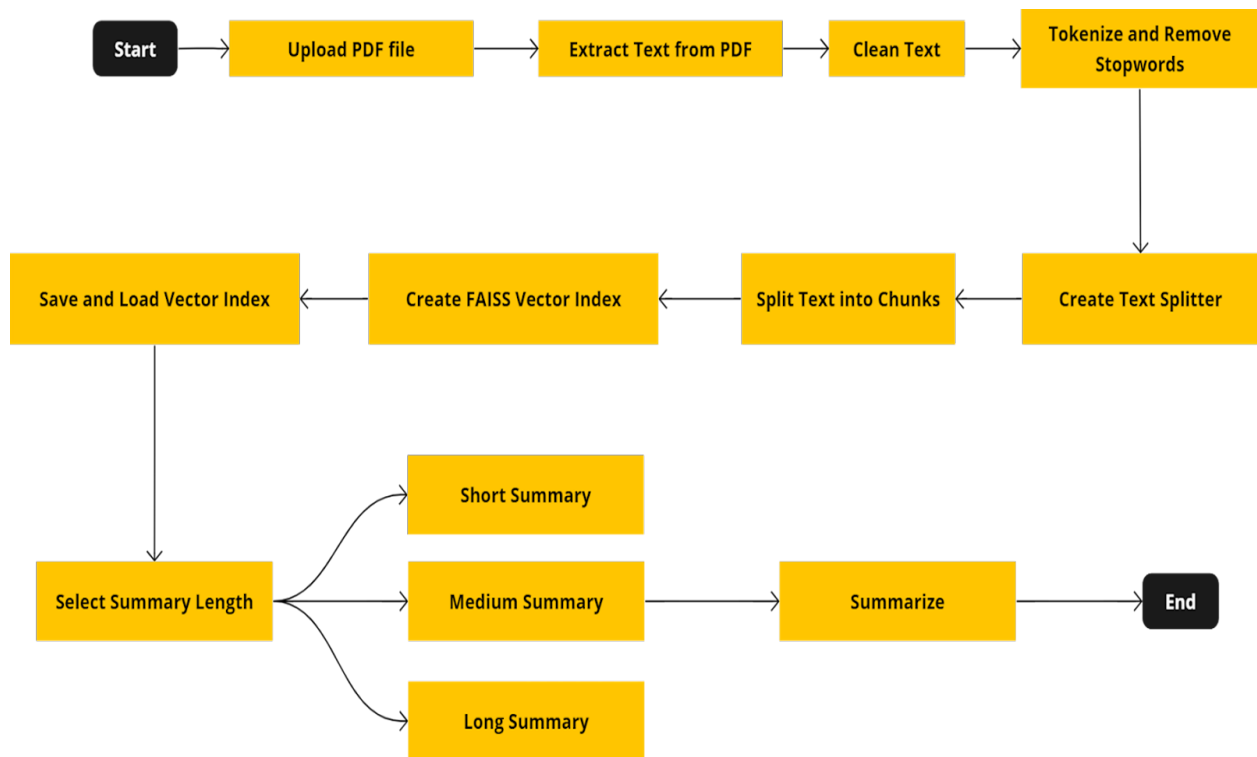 Start
Upload PDF file
Extract Text from PDF
Clean Text
Tokenize and Remove
Stopwords
Create Text Splitter
Split Text into Chunks
Create FAISS Vector Index
Save and Load Vector Index
Select Summary Length
Short Summary
Medium Summary
Long Summary
Summarize
End